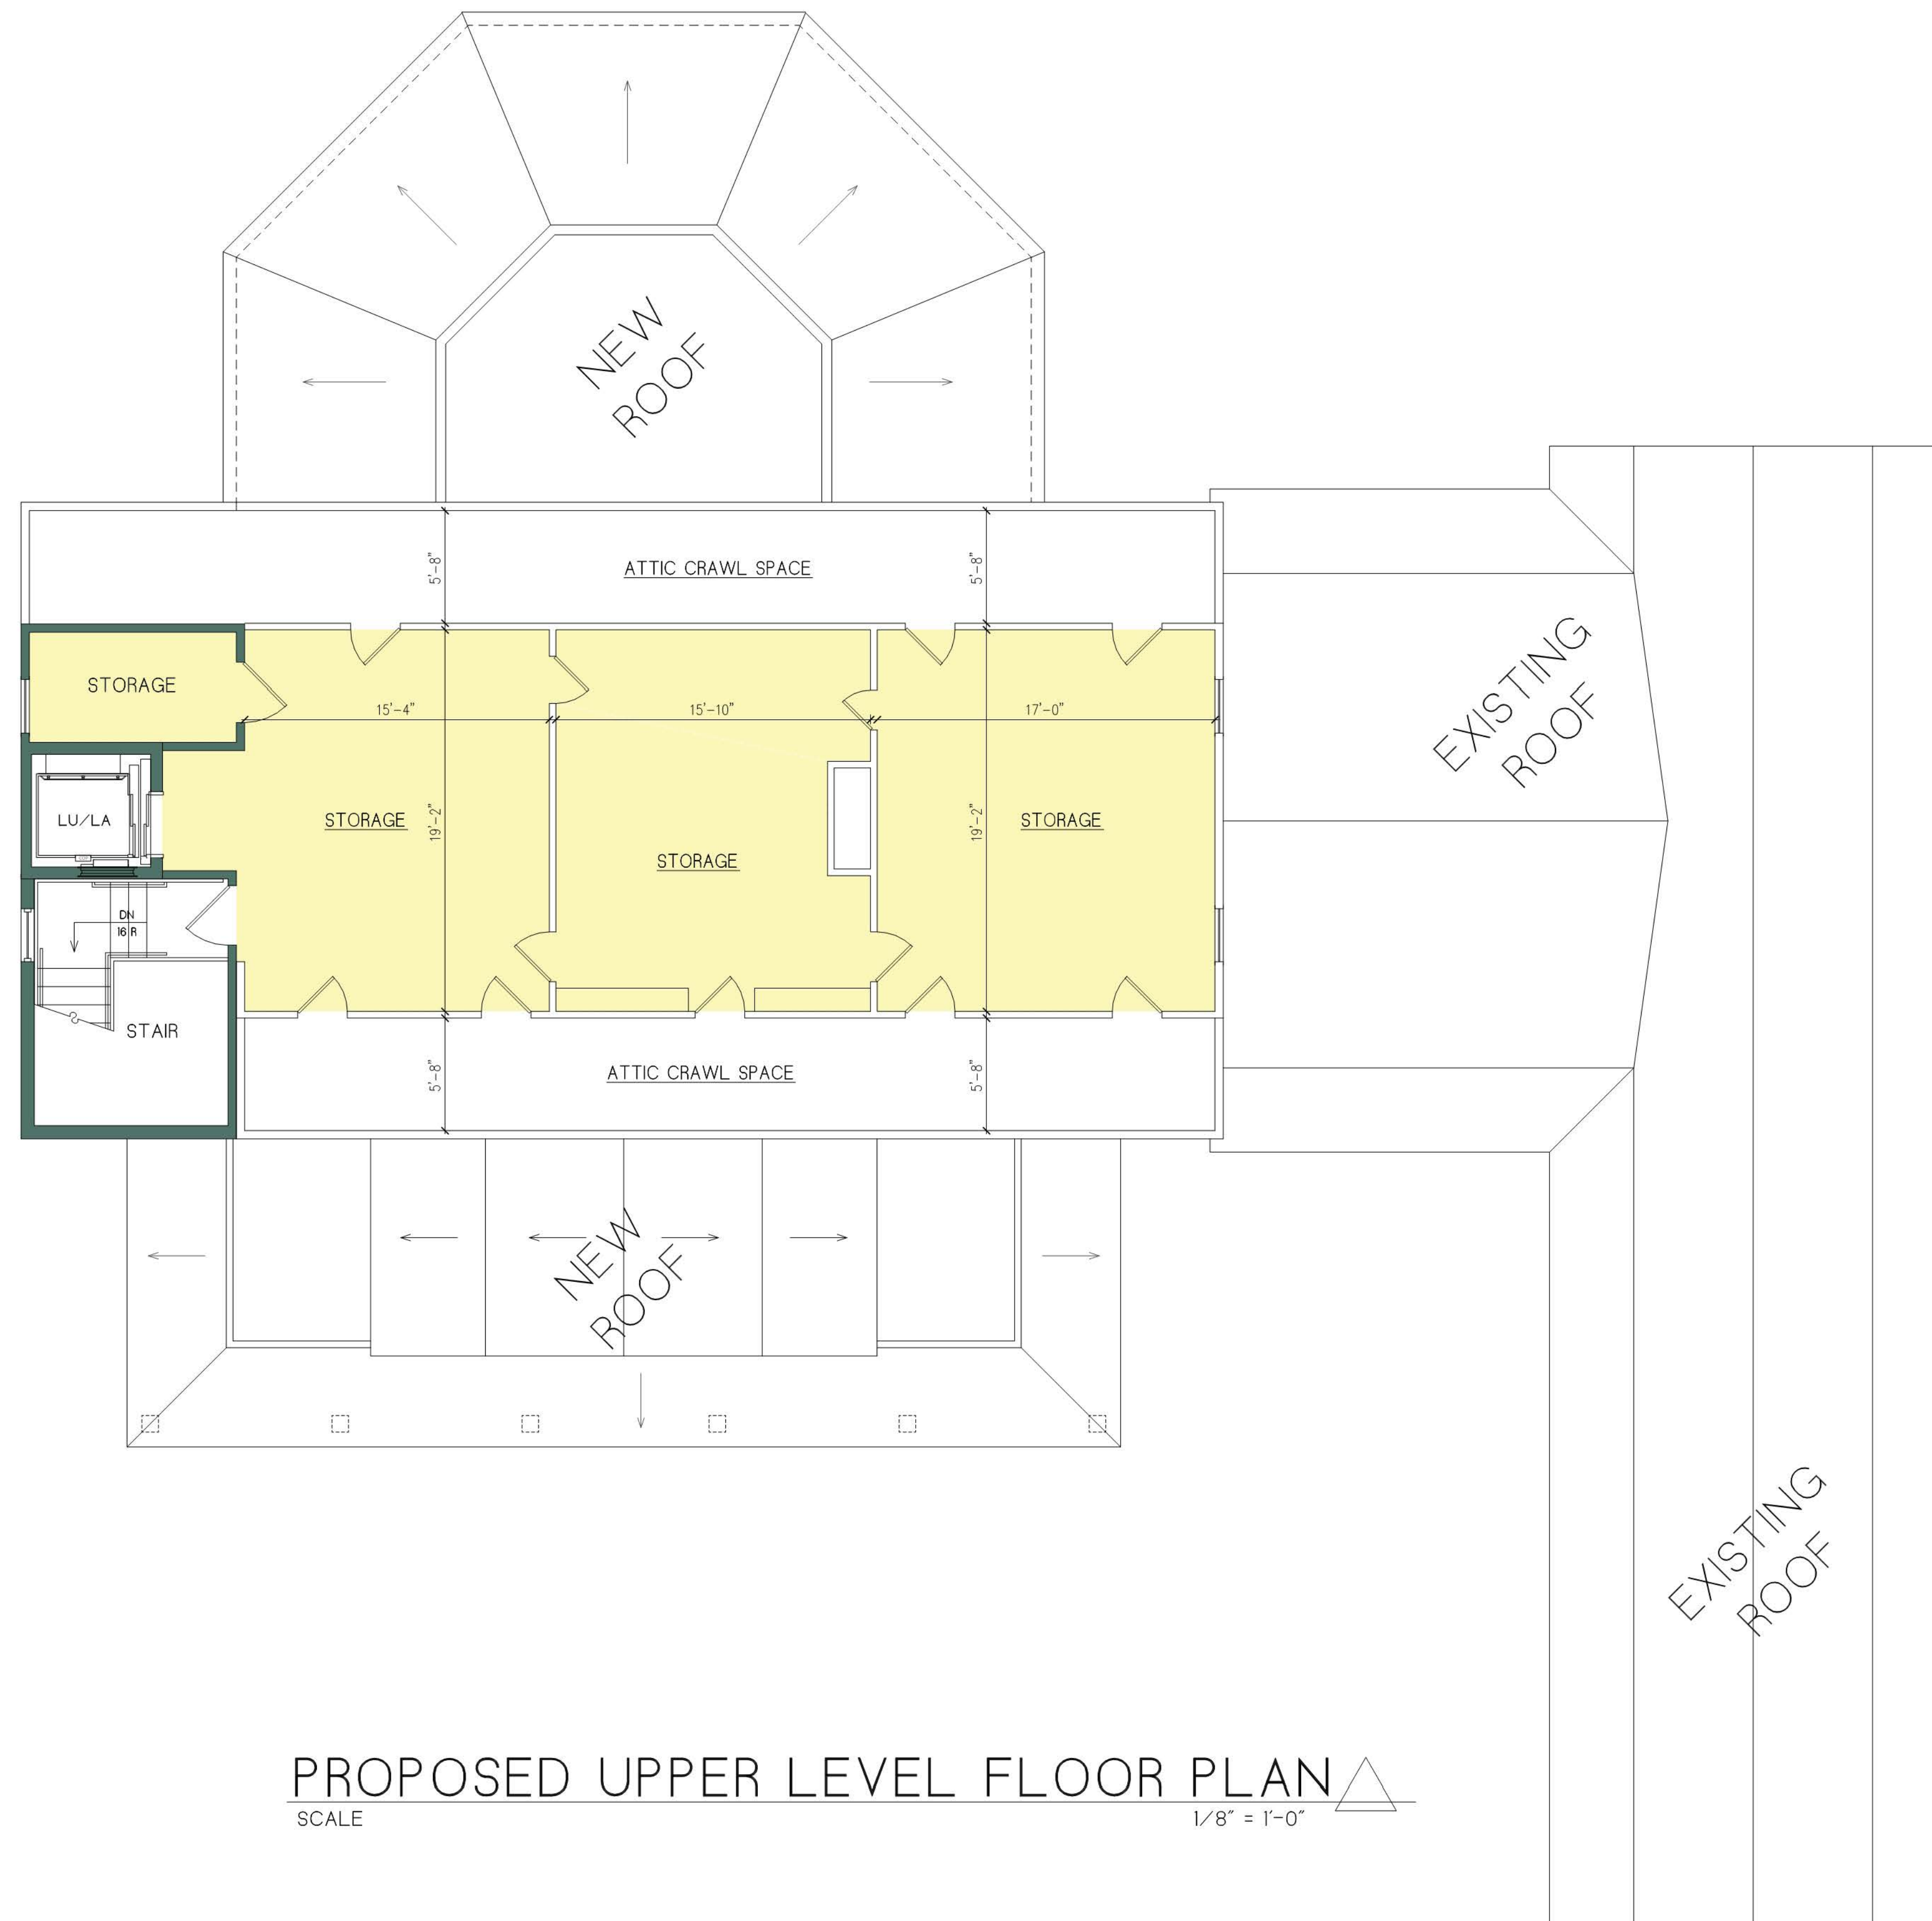 NEW
ROOF
5'-8"
ATTIC CRAWL SPACE
5'-8"
EXISTING
ROOF
STORAGE
15'-4"
15'-10"
17'-0"
LU/LA
STORAGE
19'-2"
STORAGE
19'-2"
STORAGE
DN
16 R
STAIR
5'-8"
ATTIC CRAWL SPACE
5'-8"
NEW
ROOF
EXISTING
ROOF
PROPOSED UPPER LEVEL FLOOR PLAN
SCALE
1/8" = 1'-0"